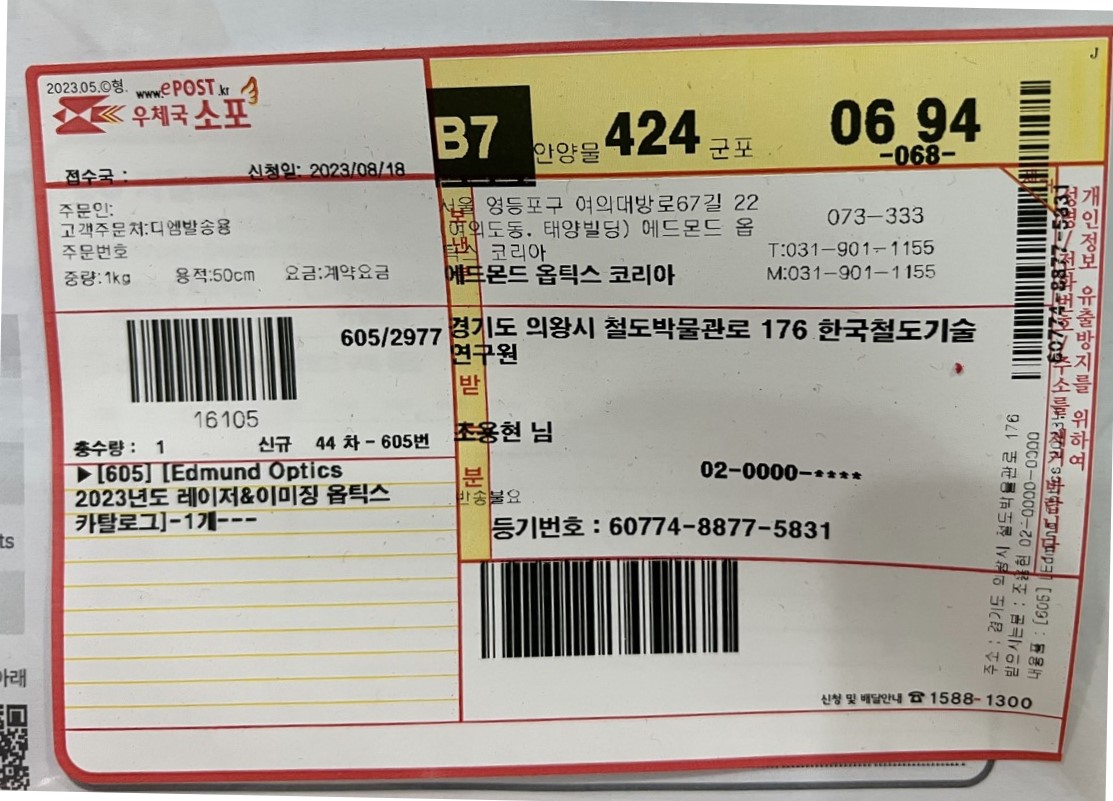 2023.05.©형.
www.ePOST.kr
우체국 소포
접수국 :
신청일: 2023/08/18
B7
안양물 424 군포
06 94
-068-
J
주문인:
고객주문처:디엠발송용
주문번호
중량:1kg 용적:50cm 요금:계약요금
보
서울 영등포구 여의대방로67길 22
(여의도동, 태양빌딩) 에드몬드 옵
틱스 코리아
에드몬드 옵틱스 코리아
073-333
T:031-901-1155
M:031-901-1155
16105
605/2977
총수량 : 1 신규 44 차 - 605번
▶[605] [Edmund Optics
2023년도 레이저&이미징 옵틱스
카탈로그]-1개---
경기도 의왕시 철도박물관로 176 한국철도기술
연구원
받
조용현 님
02-0000-****
분
반송불요
등기번호 : 60774-8877-5831
신청 및 배달안내 ☎ 1588-1300
60774-8877-5831
개인정보 유출방지를 위하여
성명/전화번호/주소를
주소 : 경기도 의왕시 철도박물관로 176
받으시는분 : 조용현 02-0000-0000
내용물 : [605] [Edmund
ts
아래